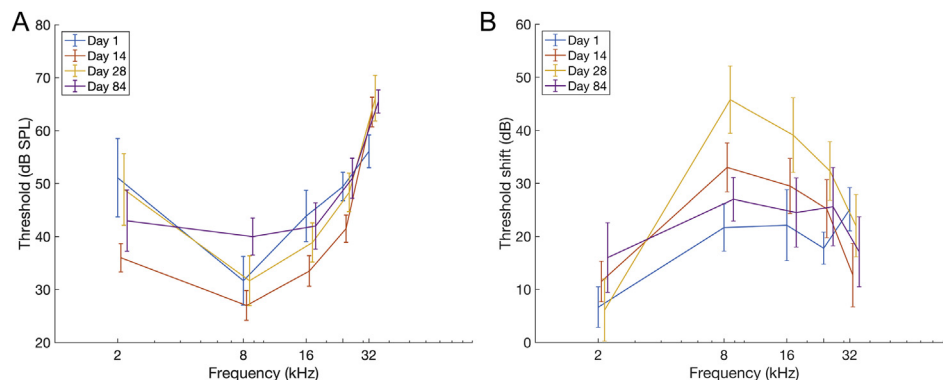 A
Threshold (dB SPL)
80
70
60
50
40
30
20
Day 1
Day 14
Day 28
Day 84
2
8
16
32
Frequency (kHz)
B
Threshold shift (dB)
60
50
40
30
20
10
0
Day 1
Day 14
Day 28
Day 84
2
8
16
32
Frequency (kHz)